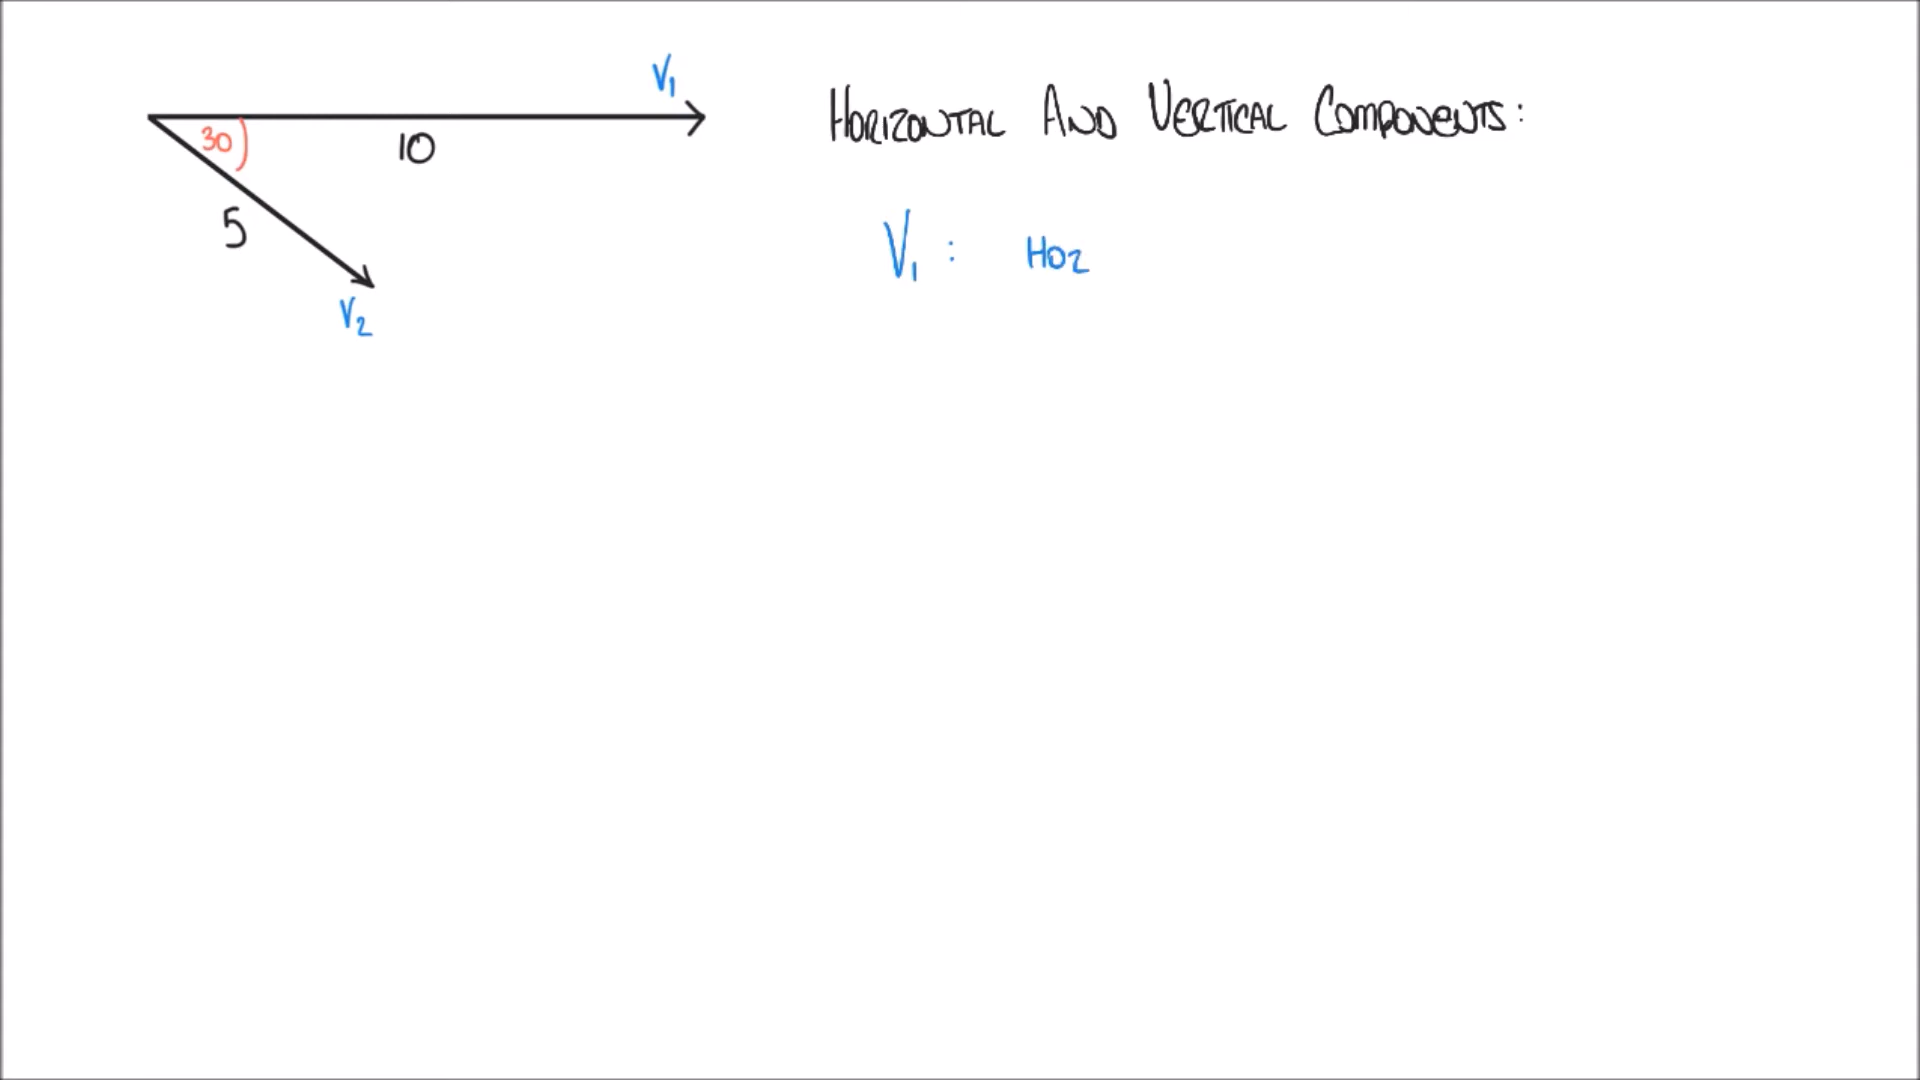 V1
HORIZONTAL AND VERTICAL COMPONENTS:
30
10
5
V1 : HOZ
V2